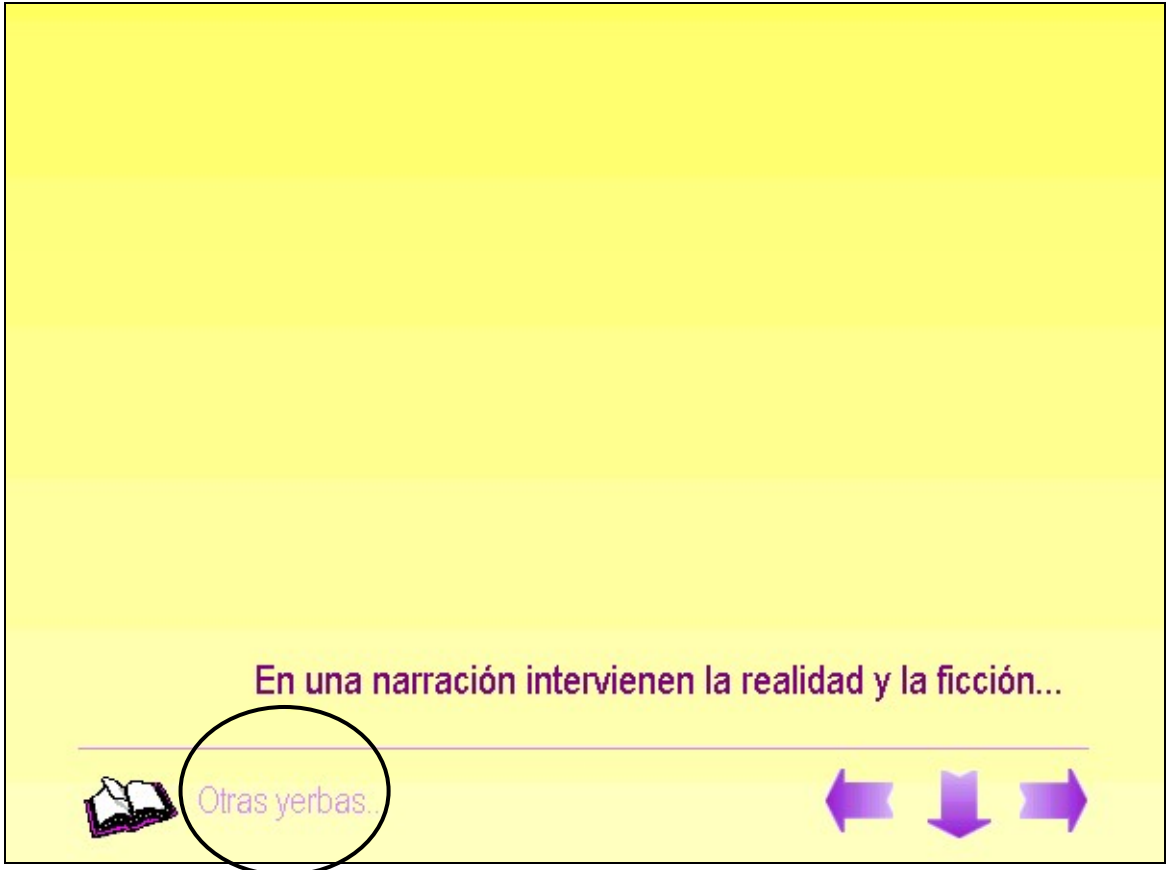 En una narración intervienen la realidad y la ficción...
Otras yerbas...